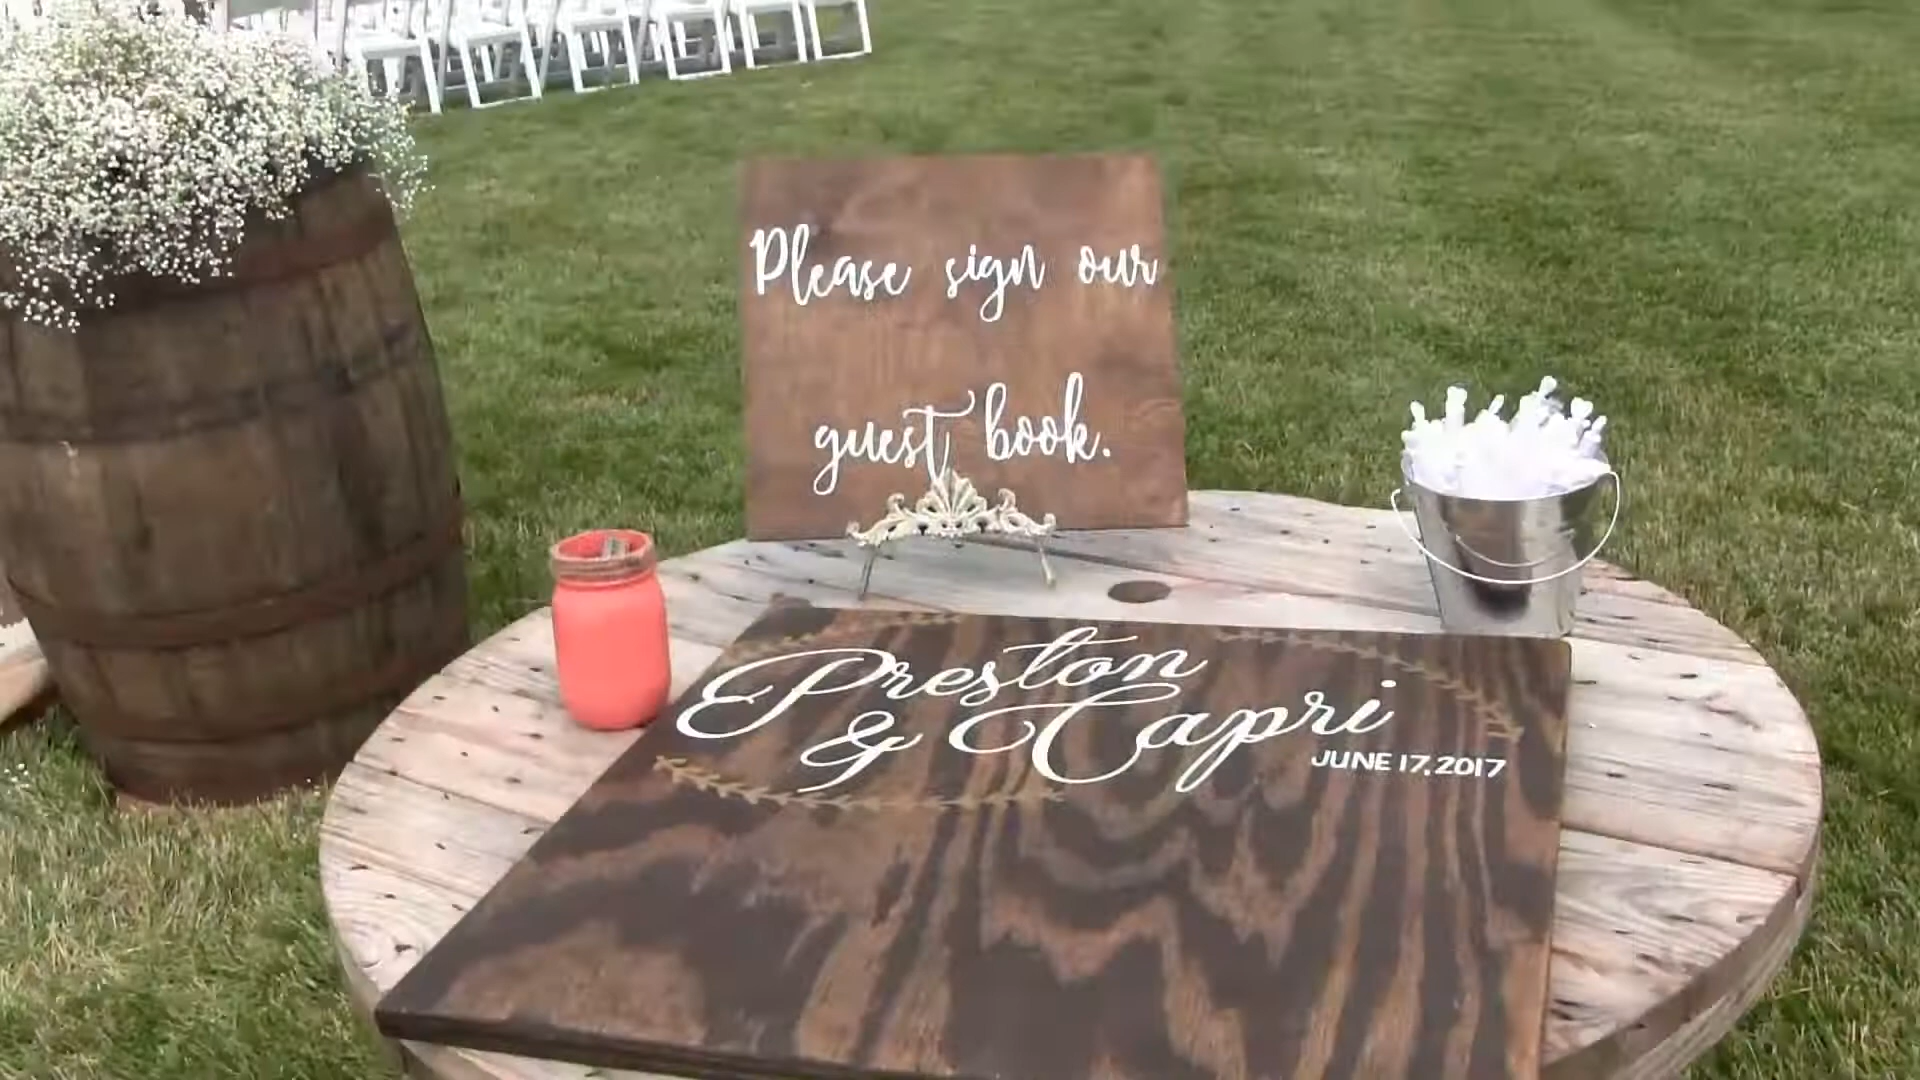 Please sign our
guest book.
Preston
& Capri
JUNE 17, 2017